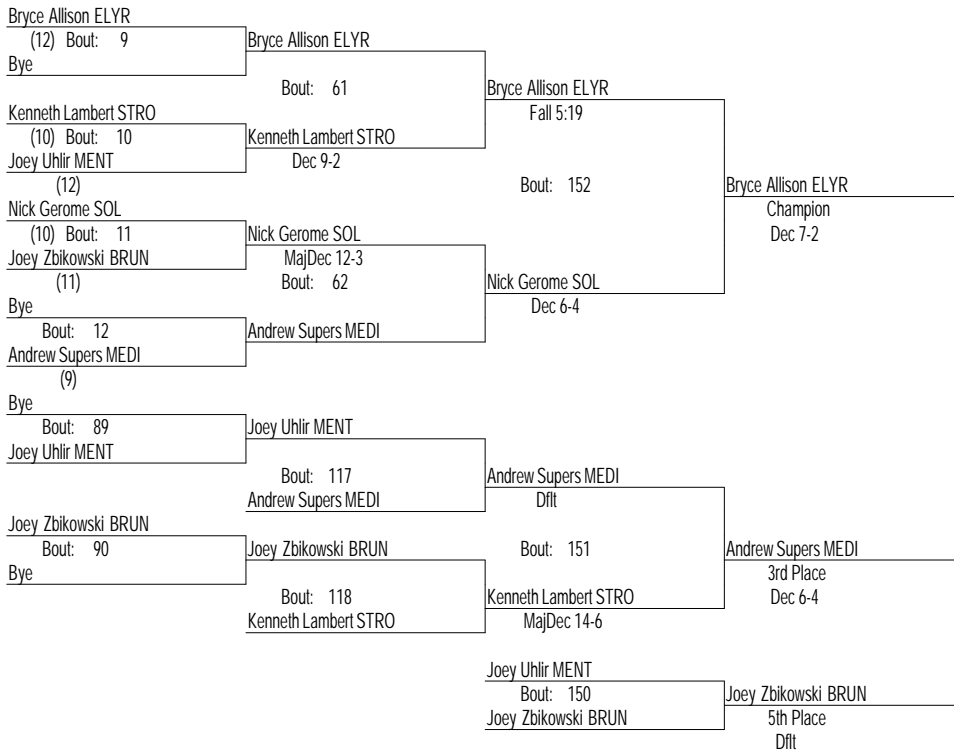 Bryce Allison ELYR
(12) Bout: 9
Bye
Kenneth Lambert STRO
(10) Bout: 10
Joey Uhlir MENT
(12)
Nick Gerome SOL
(10) Bout: 11
Joey Zbikowski BRUN
(11)
Bye
Bout: 12
Andrew Supers MEDI
(9)
Bryce Allison ELYR
Bout: 61
Kenneth Lambert STRO
Dec 9-2
Nick Gerome SOL
MajDec 12-3
Bout: 62
Andrew Supers MEDI
Bryce Allison ELYR
Fall 5:19
Bout: 152
Nick Gerome SOL
Dec 6-4
Bryce Allison ELYR
Champion
Dec 7-2
Bye
Bout: 89
Joey Uhlir MENT
Joey Zbikowski BRUN
Bout: 90
Bye
Joey Uhlir MENT
Bout: 117
Andrew Supers MEDI
Joey Zbikowski BRUN
Bout: 118
Kenneth Lambert STRO
Andrew Supers MEDI
Dflt
Bout: 151
Kenneth Lambert STRO
MajDec 14-6
Andrew Supers MEDI
3rd Place
Dec 6-4
Joey Uhlir MENT
Bout: 150
Joey Zbikowski BRUN
Joey Zbikowski BRUN
5th Place
Dflt